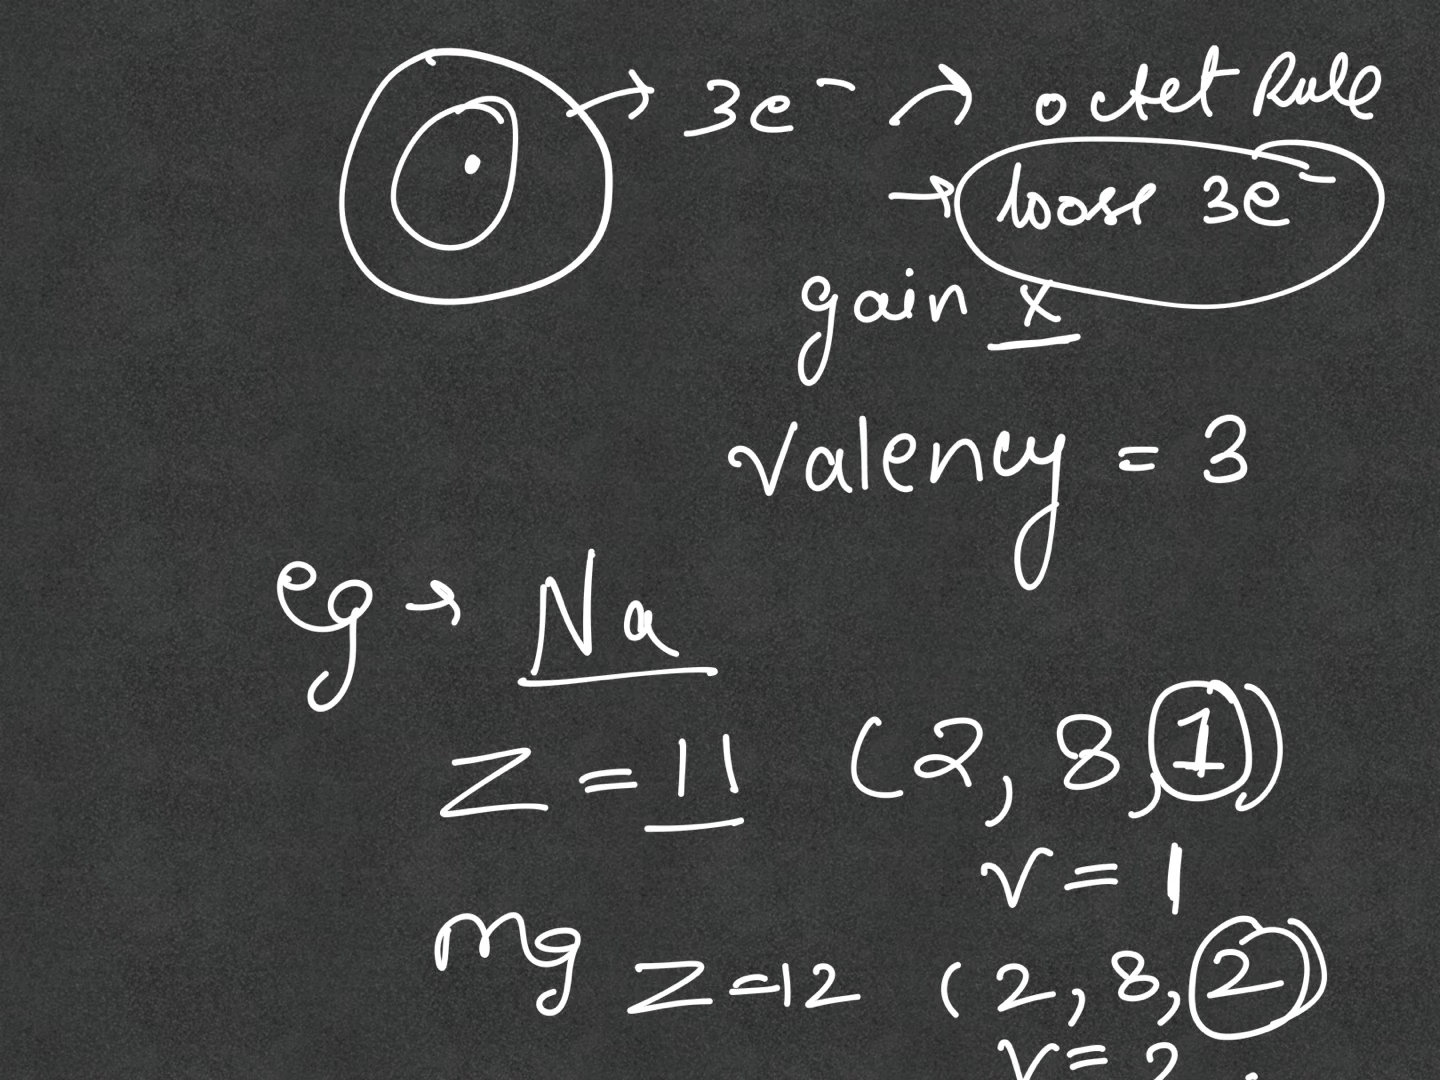 → 3e⁻ → octet Rule
→ loose 3e⁻
gain x
valency = 3
eg → Na
Z = 11 (2, 8, 1)
v = 1
Mg Z = 12 (2, 8, 2)
v = 2